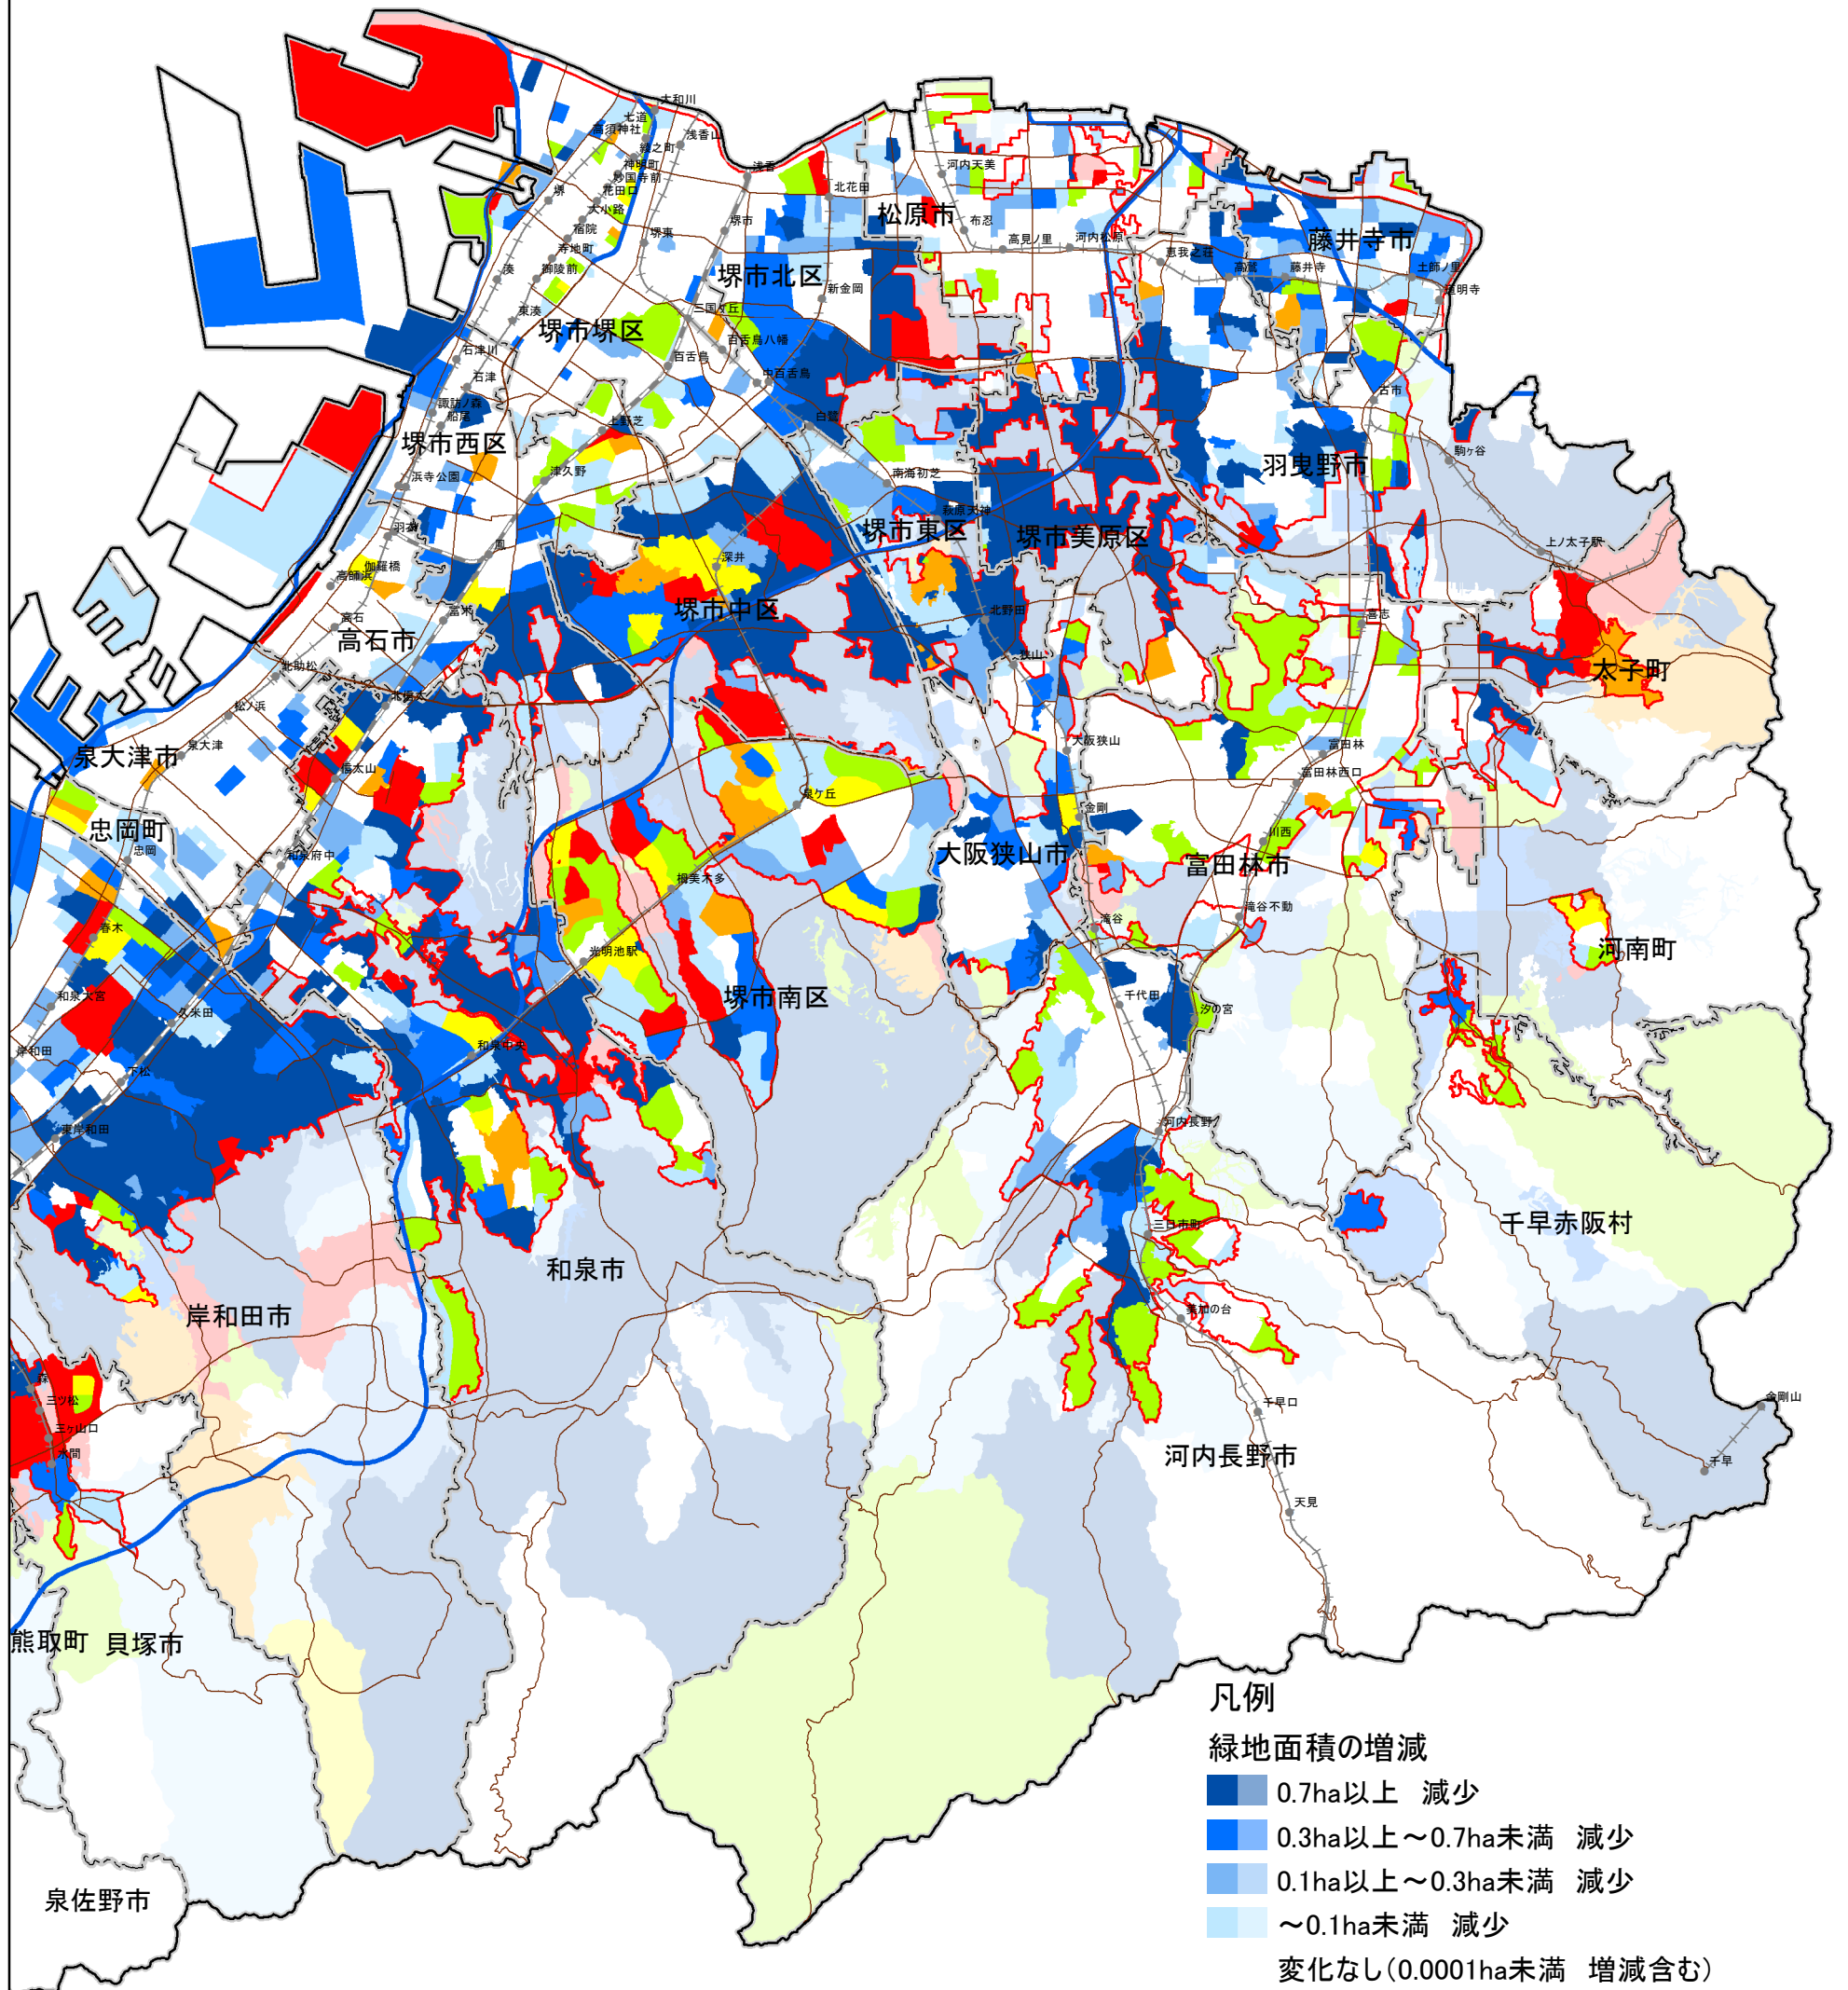 大和川
七道
高須神社
浅香山
綾之町
神明町
妙国寺前
浅香
河内天美
花田口
堺
北花田
大小路
松原市
布忍
宿院
堺市
堺東
高見ノ里
河内松原
藤井寺市
寺地町
恵我之荘
湊
御陵前
堺市北区
高鷲
藤井寺
土師ノ里
新金岡
道明寺
東湊
三国ヶ丘
堺市堺区
百舌鳥八幡
石津川
百舌鳥
石津
中百舌鳥
古市
諏訪ノ森
船尾
白鷺
上野芝
堺市西区
駒ヶ谷
羽曳野市
浜寺公園
津久野
南海初芝
萩原天神
羽衣
堺市東区
堺市美原区
鳳
上ノ太子駅
深井
伽羅橋
高師浜
富木
堺市中区
北野田
高石
喜志
高石市
狭山
北助松
太子町
北信太
松ノ浜
泉大津
大阪狭山
富田林
泉大津市
信太山
富田林西口
泉ケ丘
金剛
忠岡町
川西
忠岡
和泉府中
大阪狭山市
富田林市
栂美木多
滝谷不動
春木
滝谷
光明池駅
河南町
堺市南区
和泉大宮
久米田
千代田
汐の宮
岸和田
和泉中央
下松
東岸和田
河内長野
三日市町
千早赤阪村
和泉市
岸和田市
美加の台
森
三ツ松
三ヶ山口
千早口
金剛山
水間
河内長野市
千早
天見
熊取町
貝塚市
泉佐野市
凡例
緑地面積の増減
0.7ha以上 減少
0.3ha以上～0.7ha未満 減少
0.1ha以上～0.3ha未満 減少
～0.1ha未満 減少
変化なし(0.0001ha未満 増減含む)